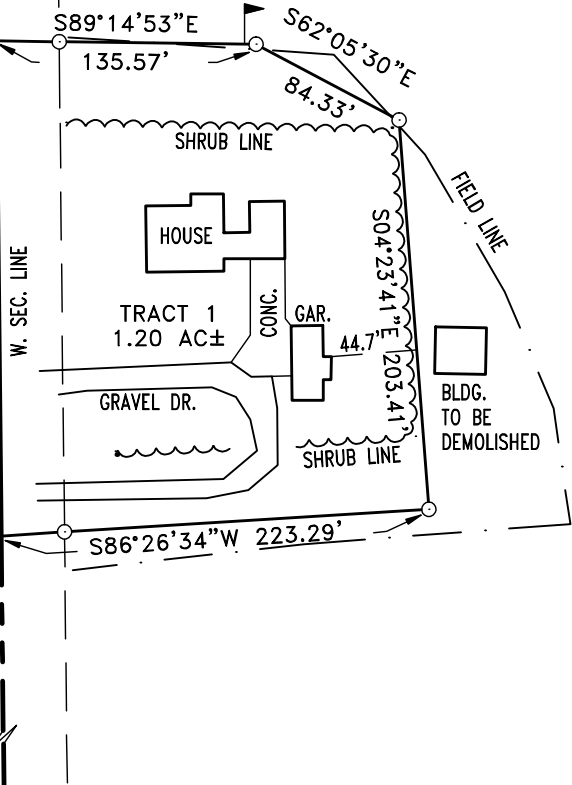 S89°14'53"E
135.57'
S62°05'30"E
84.33'
SHRUB LINE
FIELD LINE
HOUSE
W. SEC. LINE
S04°23'41"E 203.41'
CONC.
GAR.
TRACT 1
1.20 AC±
44.7'
GRAVEL DR.
BLDG.
TO BE
DEMOLISHED
SHRUB LINE
S86°26'34"W 223.29'